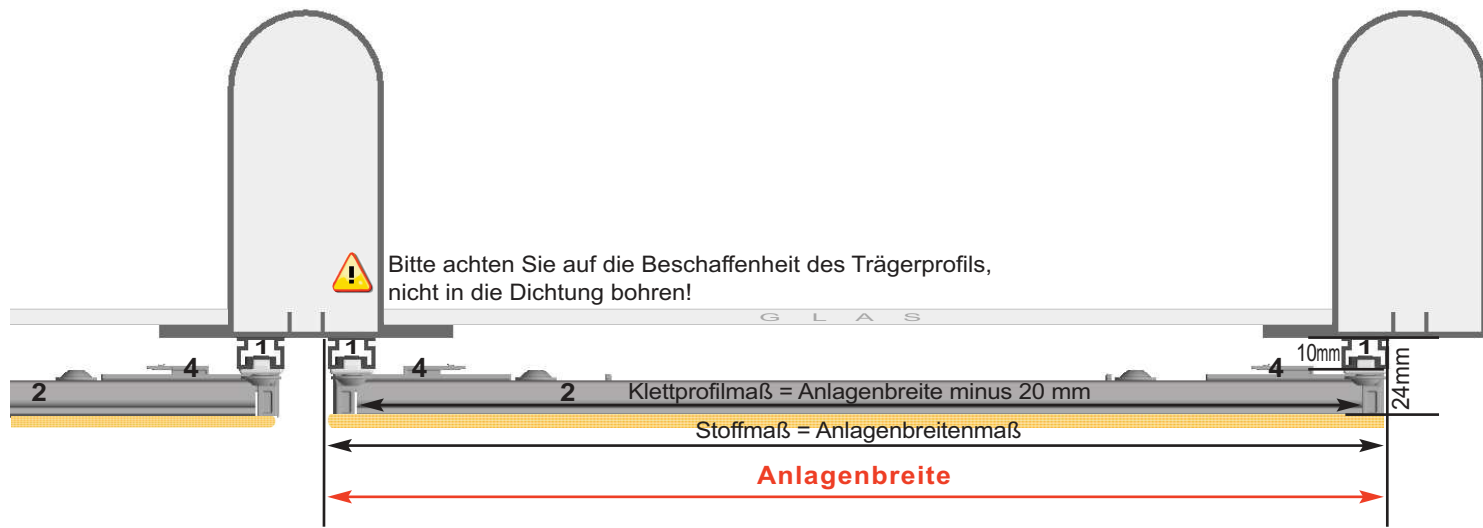 Bitte achten Sie auf die Beschaffenheit des Trägerprofils,
nicht in die Dichtung bohren!
G L A S
1
1
10mm
1
24mm
4
4
4
2
2
Klettprofilmaß = Anlagenbreite minus 20 mm
Stoffmaß = Anlagenbreitenmaß
Anlagenbreite